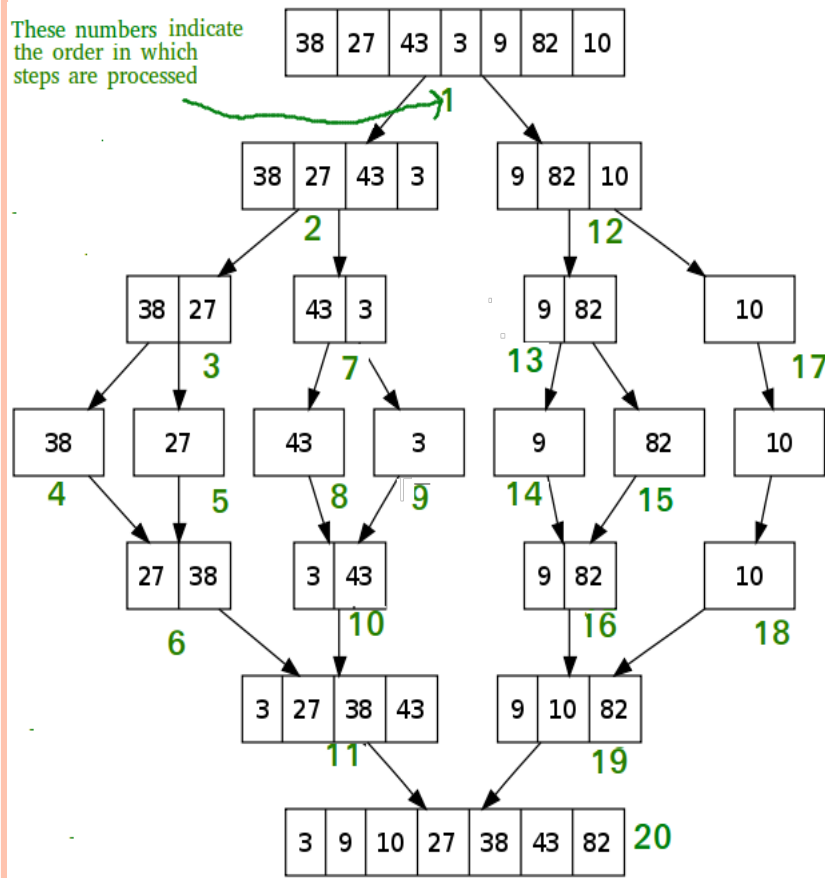 These numbers indicate
the order in which
steps are processed
38 27 43 3 9 82 10
1
38 27 43 3 9 82 10
2 12
38 27 43 3 9 82 10
3 7 13 17
38 27 43 3 9 82 10
4 5 8 9 14 15
27 38 3 43 9 82 10
6 10 16 18
3 27 38 43 9 10 82
11 19
3 9 10 27 38 43 82 20